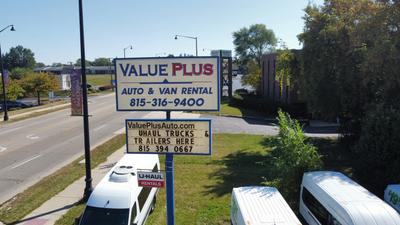 VALUE PLUS
AUTO & VAN RENTAL
815-316-9400
ValuePlusAuto.com
UHAUL TRUCKS &
TRAILERS HERE
815 394 0667
U-HAUL
RENTALS